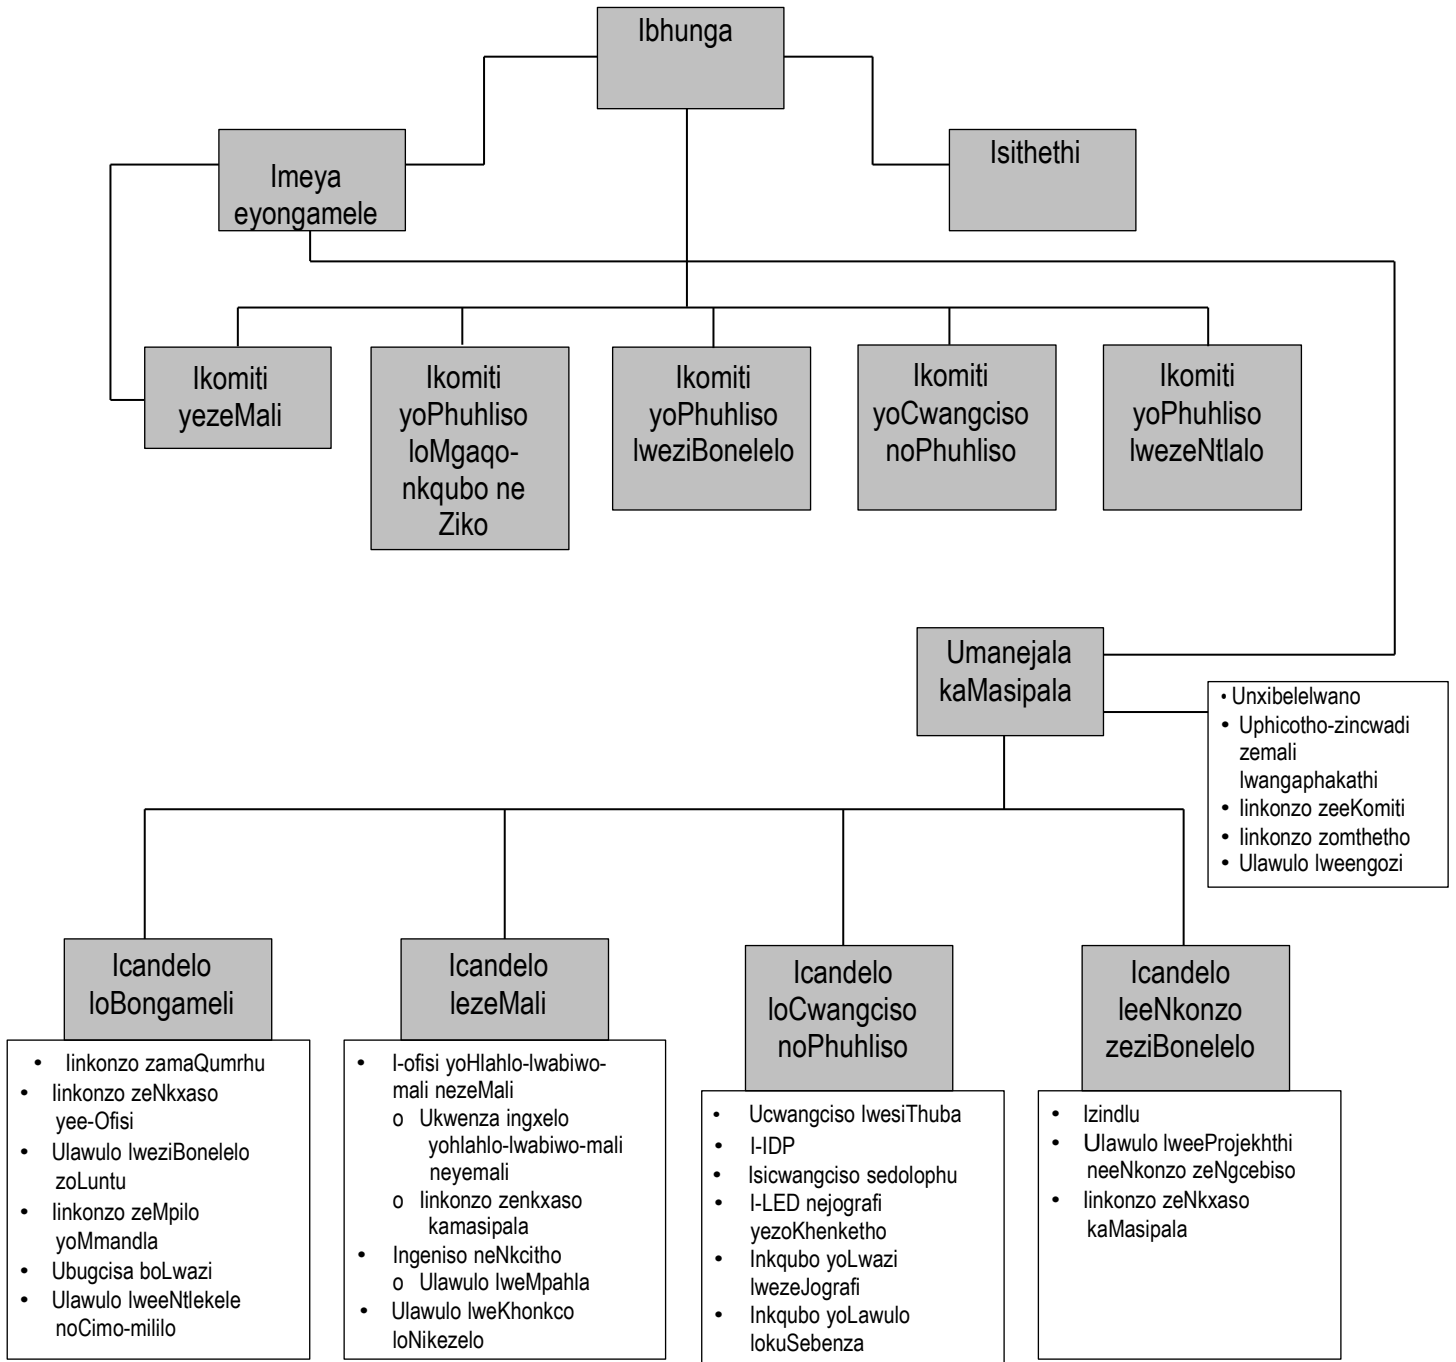 Ibhunga
Isithethi
Imeya
eyongamele
Ikomiti
yezeMali
Ikomiti
yoPhuhliso
loMgaqo-
nkqubo ne
Ziko
Ikomiti
yoPhuhliso
lweziBonelelo
Ikomiti
yoCwangciso
noPhuhliso
Ikomiti
yoPhuhliso
lwezeNtlalo
Umanejala
kaMasipala
• Unxibelelwano
• Uphicotho-zincwadi
zemali
lwangaphakathi
• Iinkonzo zeeKomiti
• Iinkonzo zomthetho
• Ulawulo lweengozi
Icandelo
loBongameli
• Iinkonzo zamaQumrhu
• Iinkonzo zeNkxaso
yee-Ofisi
• Ulawulo lweziBonelelo
zoLuntu
• Iinkonzo zeMpilo
yoMmandla
• Ubugcisa boLwazi
• Ulawulo lweeNtlekele
noCimo-mililo
Icandelo
lezeMali
• I-ofisi yoHlahlo-lwabiwo-
mali nezeMali
o Ukwenza ingxelo
yohlahlo-lwabiwo-mali
neyemali
o Iinkonzo zenkxaso
kamasipala
• Ingeniso neNkcitho
o Ulawulo lweMpahla
• Ulawulo lweKhonkco
loNikezelo
Icandelo
loCwangciso
noPhuhliso
• Ucwangciso lwesiThuba
• I-IDP
• Isicwangciso sedolophu
• I-LED nejografi
yezoKhenketho
• Inkqubo yoLwazi
lwezeJografi
• Inkqubo yoLawulo
lokuSebenza
Icandelo
leeNkonzo
zeziBonelelo
• Izindlu
• Ulawulo lweeProjekhthi
neeNkonzo zeNgcebiso
• Iinkonzo zeNkxaso
kaMasipala